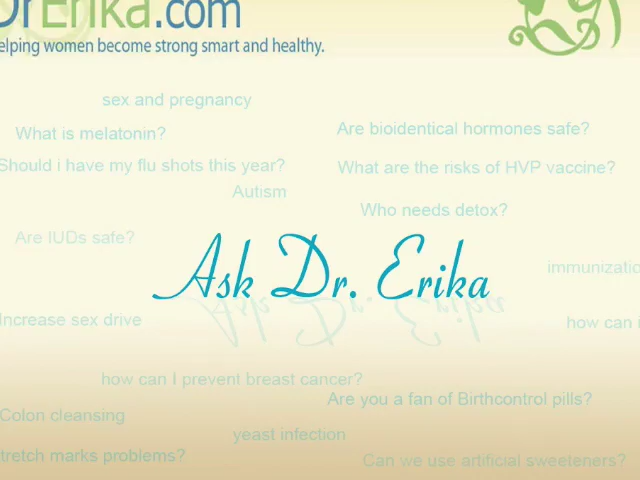 DrErika.com
elping women become strong smart and healthy.
sex and pregnancy
What is melatonin?
Are bioidentical hormones safe?
Should i have my flu shots this year?
What are the risks of HVP vaccine?
Autism
Who needs detox?
Are IUDs safe?
immunizatio
Ask Dr. Erika
Increase sex drive
how can i
how can I prevent breast cancer?
Are you a fan of Birthcontrol pills?
Colon cleansing
yeast infection
tretch marks problems?
Can we use artificial sweeteners?